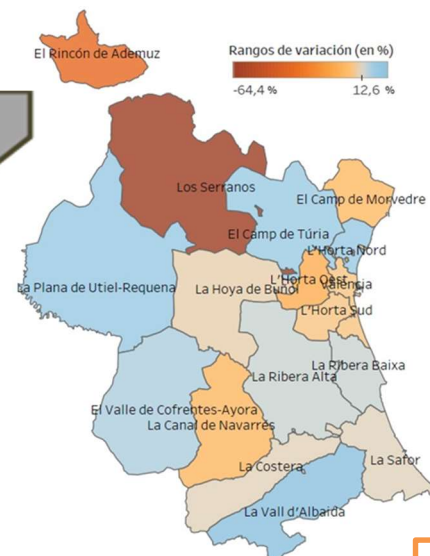 El Rincón de Ademuz
Rangos de variación (en %)
-64,4 %
12,6 %
Los Serranos
El Camp de Morvedre
El Camp de Túria
L'Horta Nord
La Plana de Utiel-Requena
La Hoya de Buñol
L'Horta Oest
València
L'Horta Sud
La Ribera Baixa
La Ribera Alta
El Valle de Cofrentes-Ayora
La Canal de Navarrés
La Costera
La Safor
La Vall d'Albaida